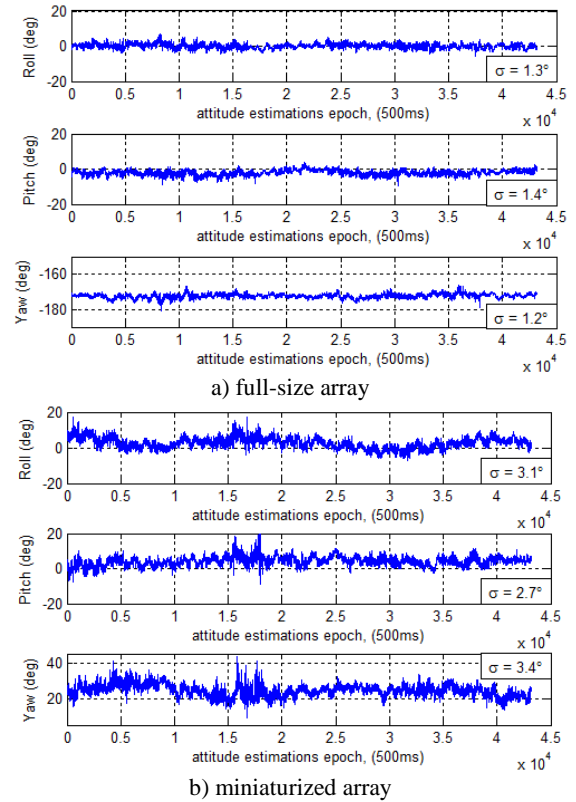 20
0
-20
Roll (deg)
σ = 1.3°
0 0.5 1 1.5 2 2.5 3 3.5 4 4.5
attitude estimations epoch, (500ms)
x 10^4
20
0
-20
Pitch (deg)
σ = 1.4°
0 0.5 1 1.5 2 2.5 3 3.5 4 4.5
attitude estimations epoch, (500ms)
x 10^4
-160
-180
Yaw (deg)
σ = 1.2°
0 0.5 1 1.5 2 2.5 3 3.5 4 4.5
attitude estimations epoch, (500ms)
x 10^4
a) full-size array
20
0
-20
Roll (deg)
σ = 3.1°
0 0.5 1 1.5 2 2.5 3 3.5 4 4.5
attitude estimations epoch, (500ms)
x 10^4
20
0
20
Pitch (deg)
σ = 2.7°
0 0.5 1 1.5 2 2.5 3 3.5 4 4.5
attitude estimations epoch, (500ms)
x 10^4
40
20
Yaw (deg)
σ = 3.4°
0 0.5 1 1.5 2 2.5 3 3.5 4 4.5
attitude estimations epoch, (500ms)
x 10^4
b) miniaturized array